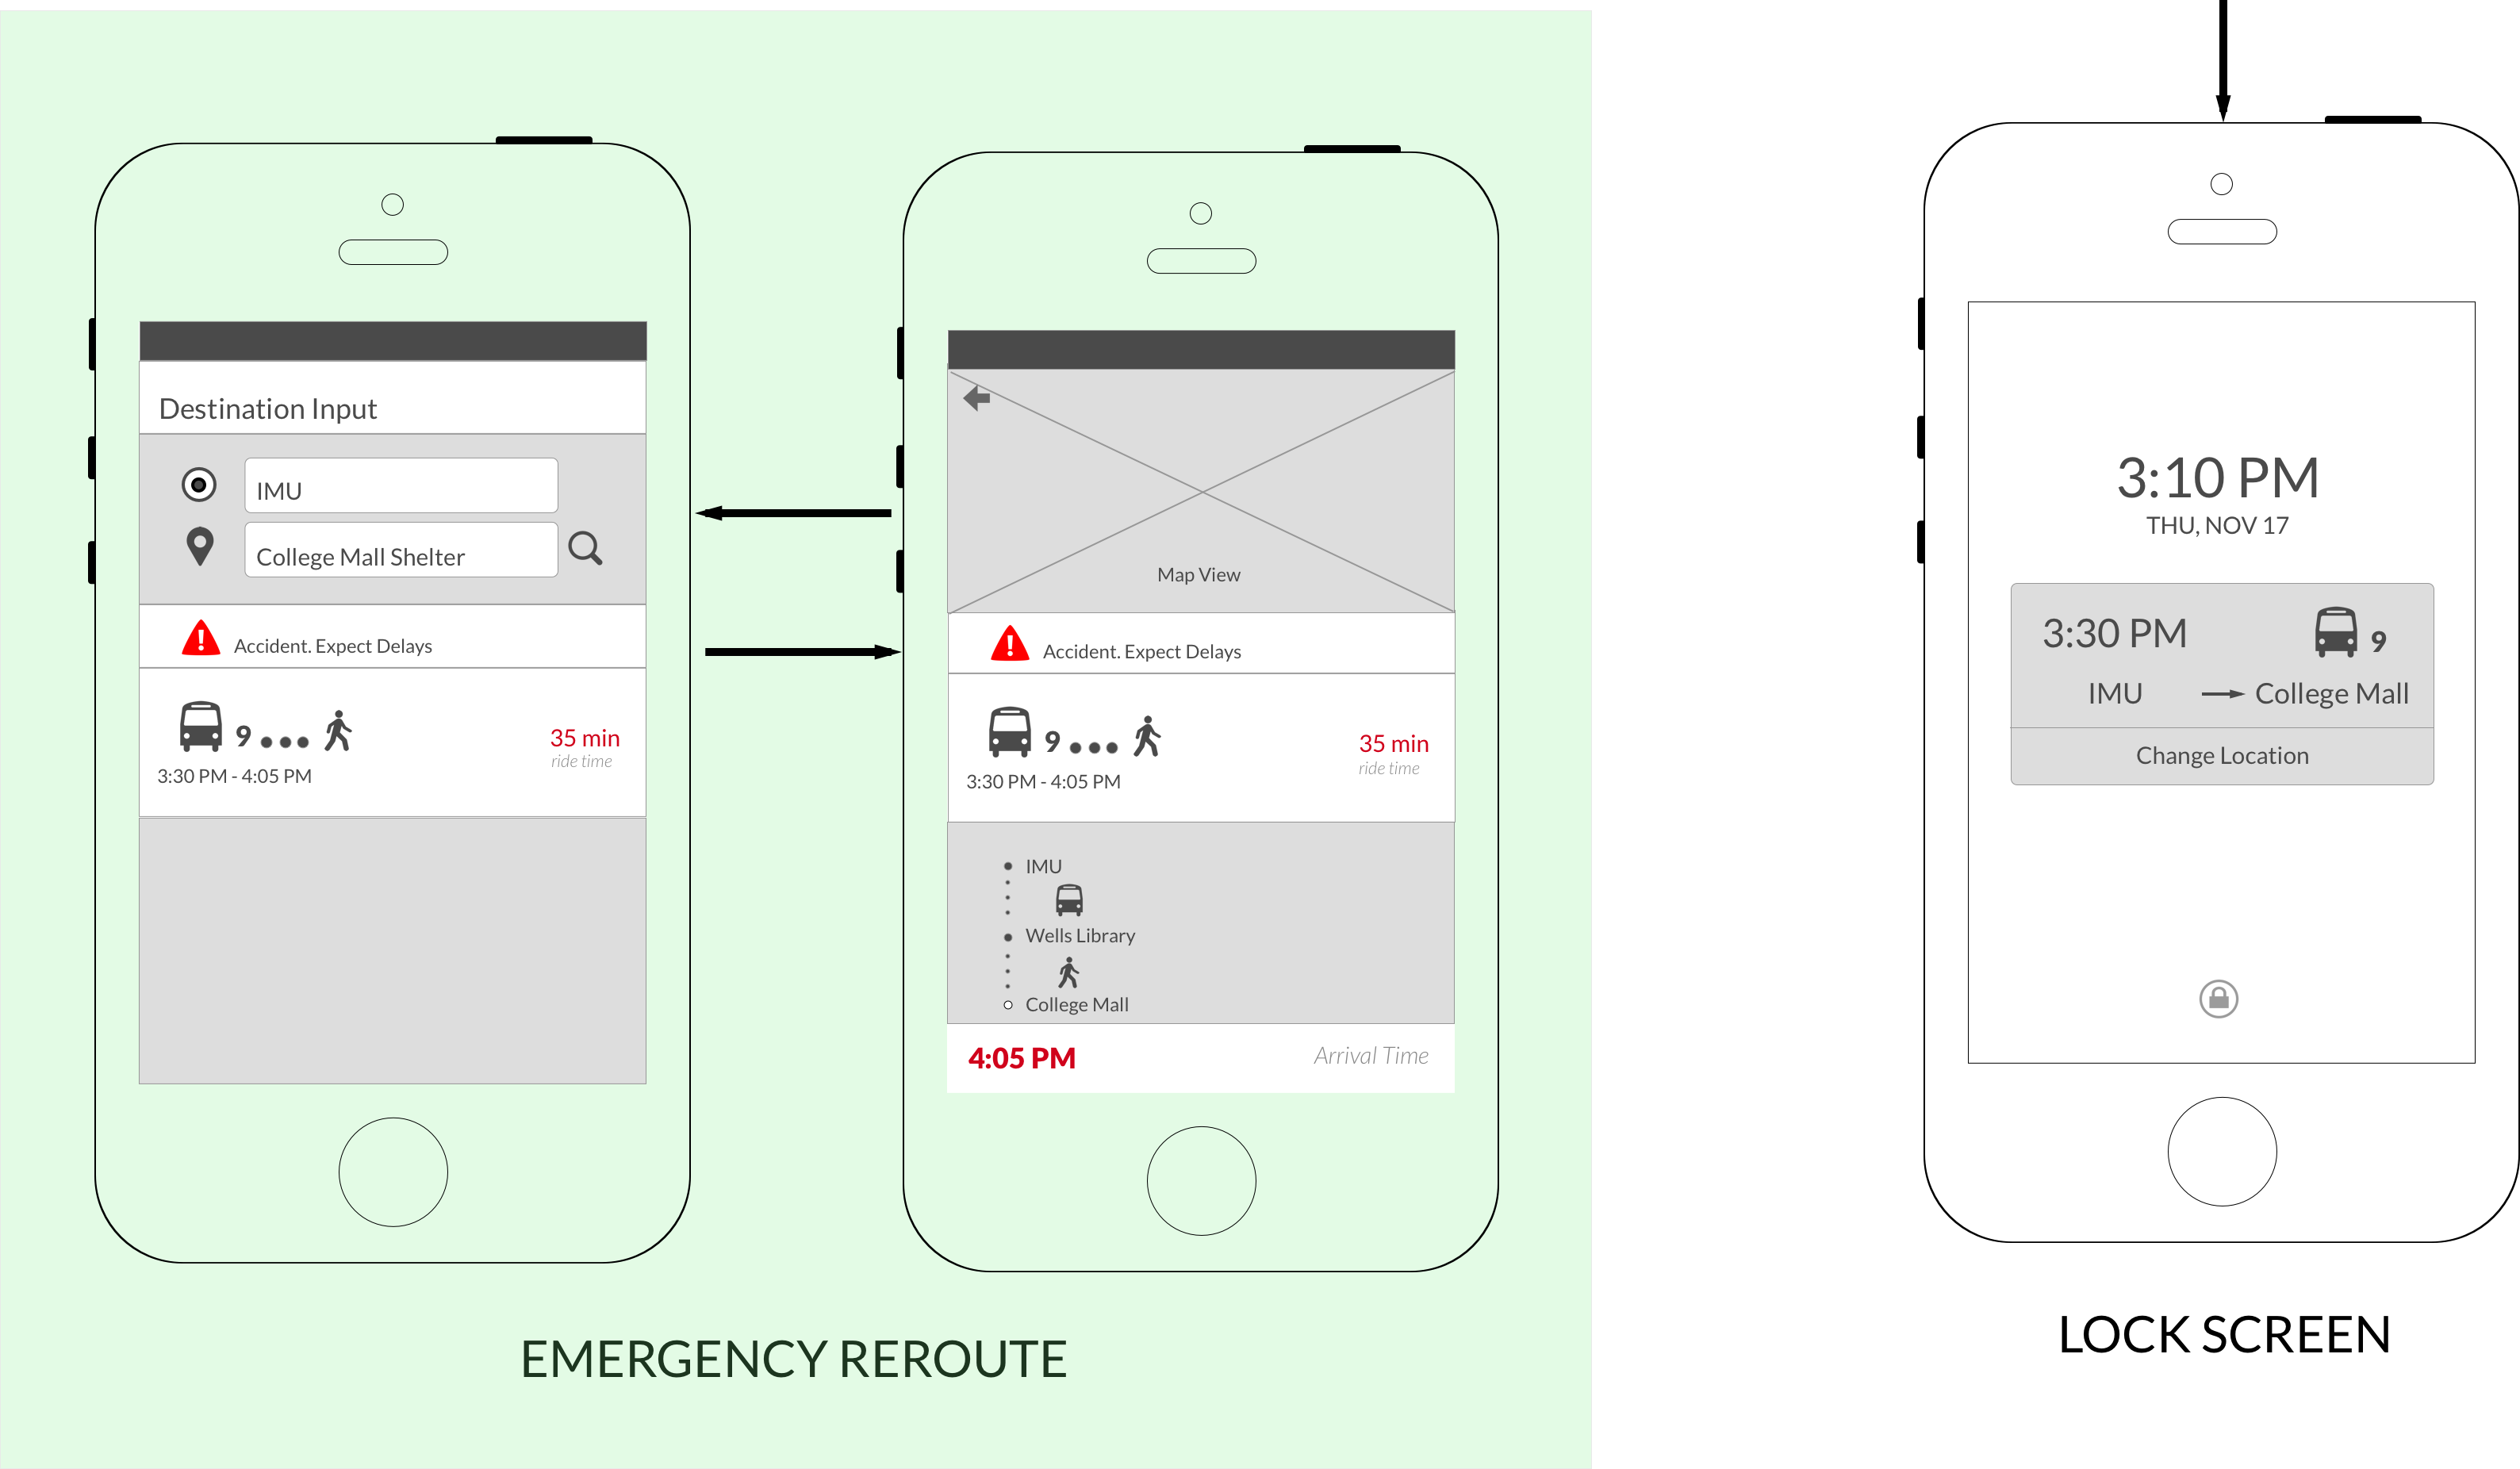 Destination Input
IMU
College Mall Shelter
Accident. Expect Delays
9
35 min
ride time
3:30 PM - 4:05 PM
Map View
Accident. Expect Delays
9
35 min
ride time
3:30 PM - 4:05 PM
IMU
Wells Library
College Mall
4:05 PM Arrival Time
EMERGENCY REROUTE
3:10 PM
THU, NOV 17
3:30 PM 9
IMU College Mall
Change Location
LOCK SCREEN